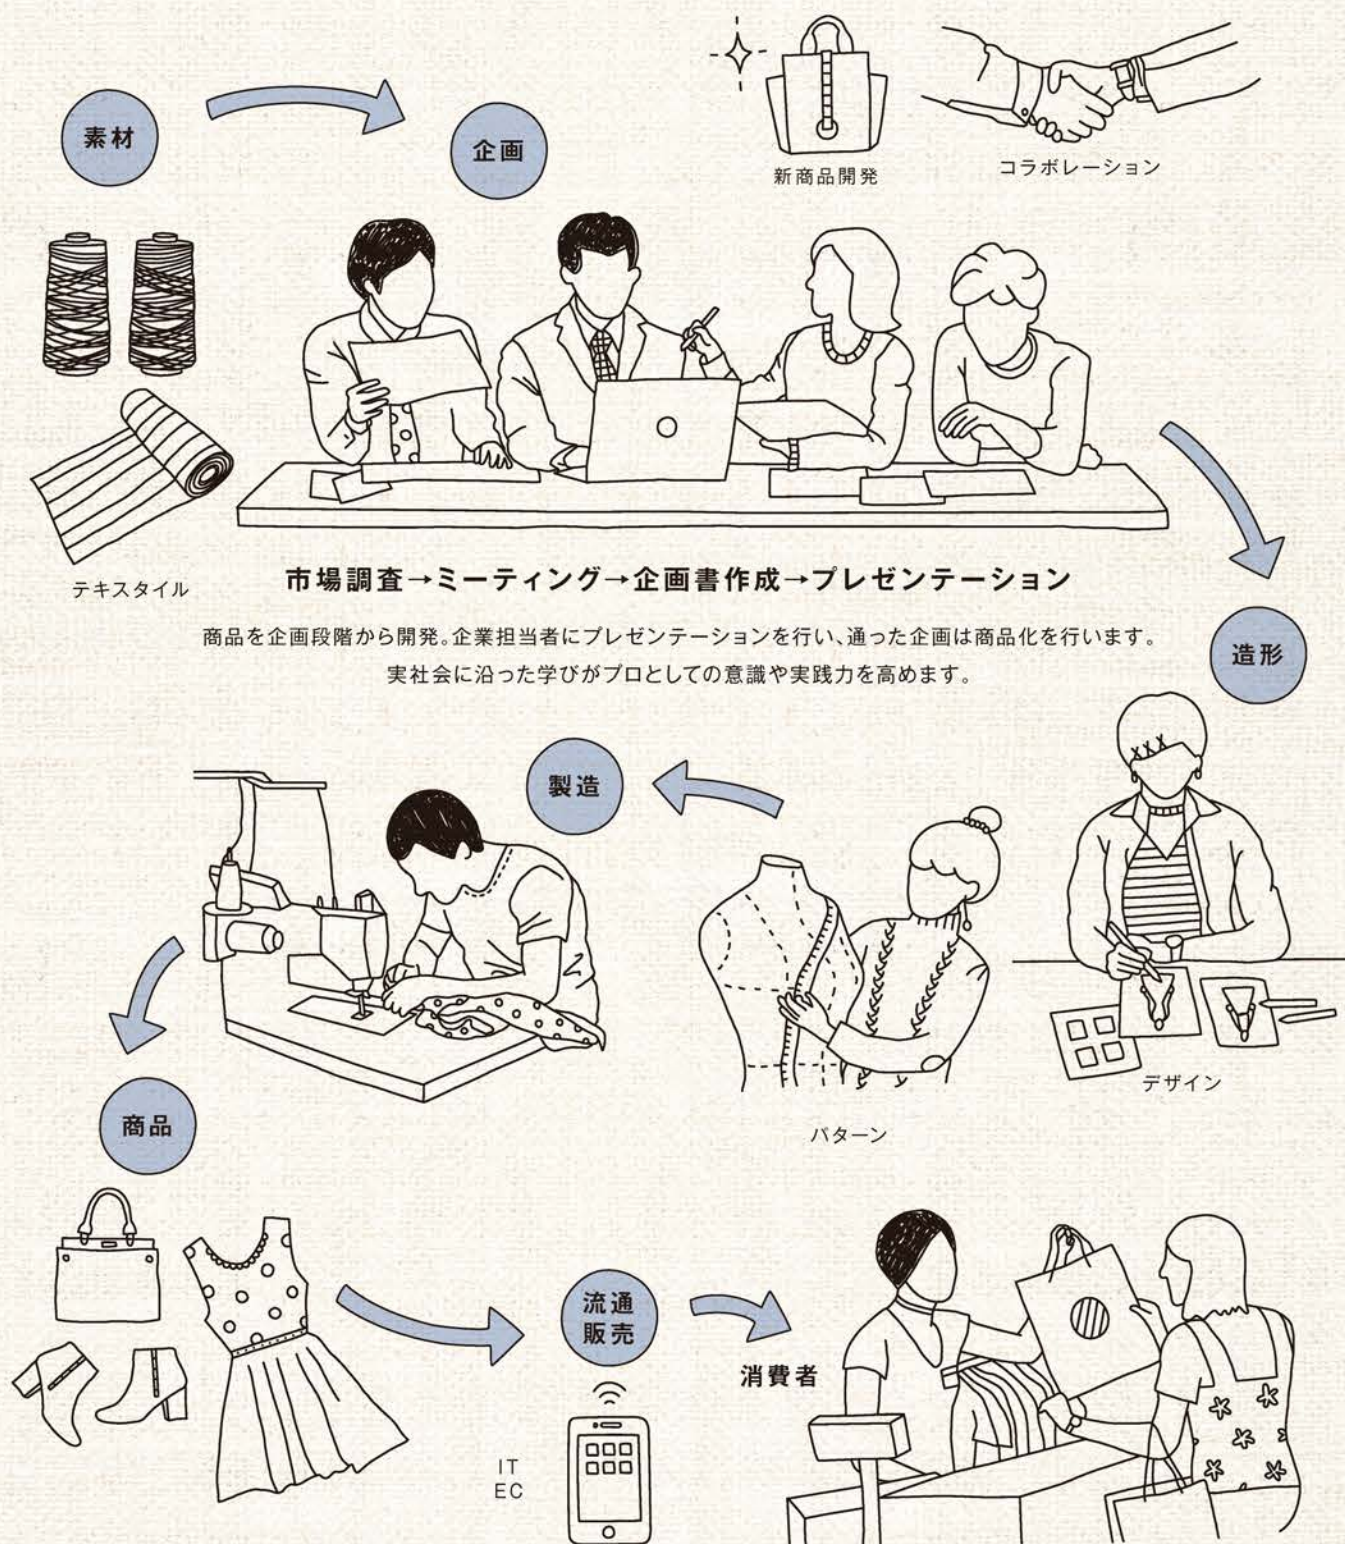 素材
企画
新商品開発
コラボレーション
テキスタイル
市場調査→ミーティング→企画書作成→プレゼンテーション
商品を企画段階から開発。企業担当者にプレゼンテーションを行い、通った企画は商品化を行います。
実社会に沿った学びがプロとしての意識や実践力を高めます。
造形
デザイン
パターン
製造
商品
流通
販売
IT
EC
消費者